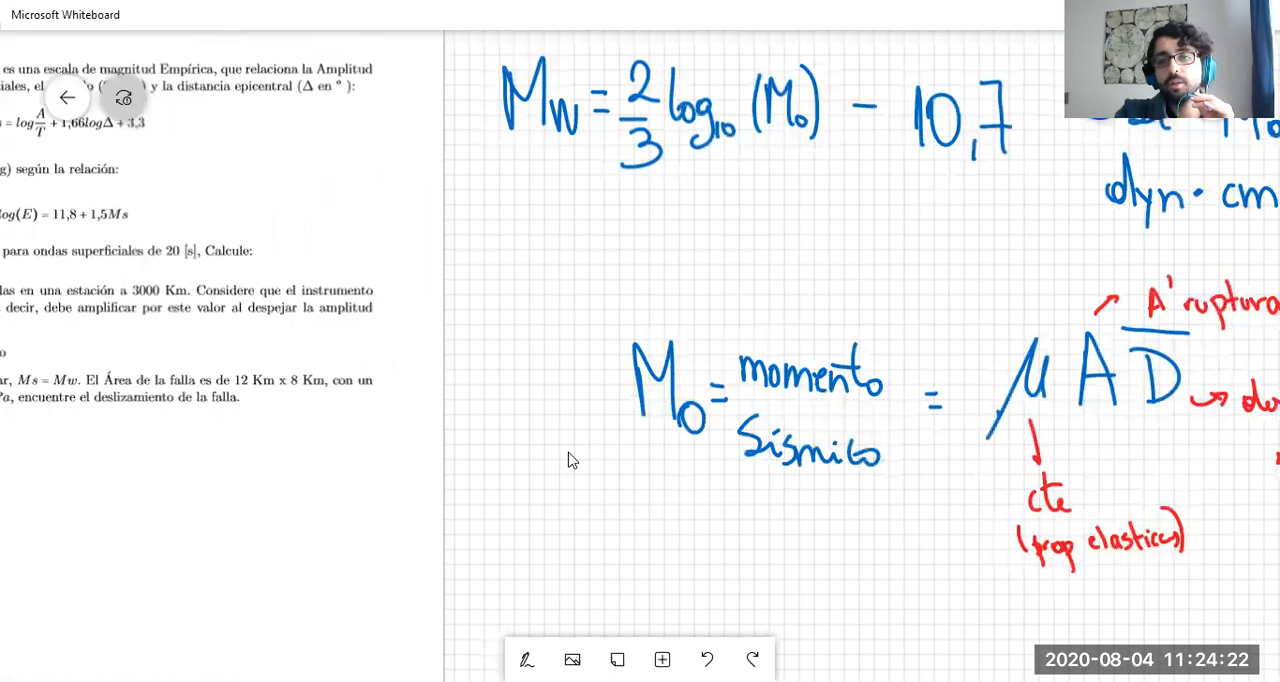 Microsoft Whiteboard
es una escala de magnitud Empírica, que relaciona la Amplitud
iales, el y la distancia epicentral (Δ en °):
= log A/T + 1,66logΔ + 3,3
g) según la relación:
log(E) = 11,8 + 1,5Ms
para ondas superficiales de 20 [s], Calcule:
las en una estación a 3000 Km. Considere que el instrumento
decir, debe amplificar por este valor al despejar la amplitud
o
ar, Ms = Mw. El Área de la falla es de 12 Km x 8 Km, con un
Pa, encuentre el deslizamiento de la falla.
Mw = 2/3 log10 (Mo) - 10,7
dyn·cm
A' ruptura
Mo = momento sísmico = μ A D
cte
(prop elasticas)
2020-08-04 11:24:22